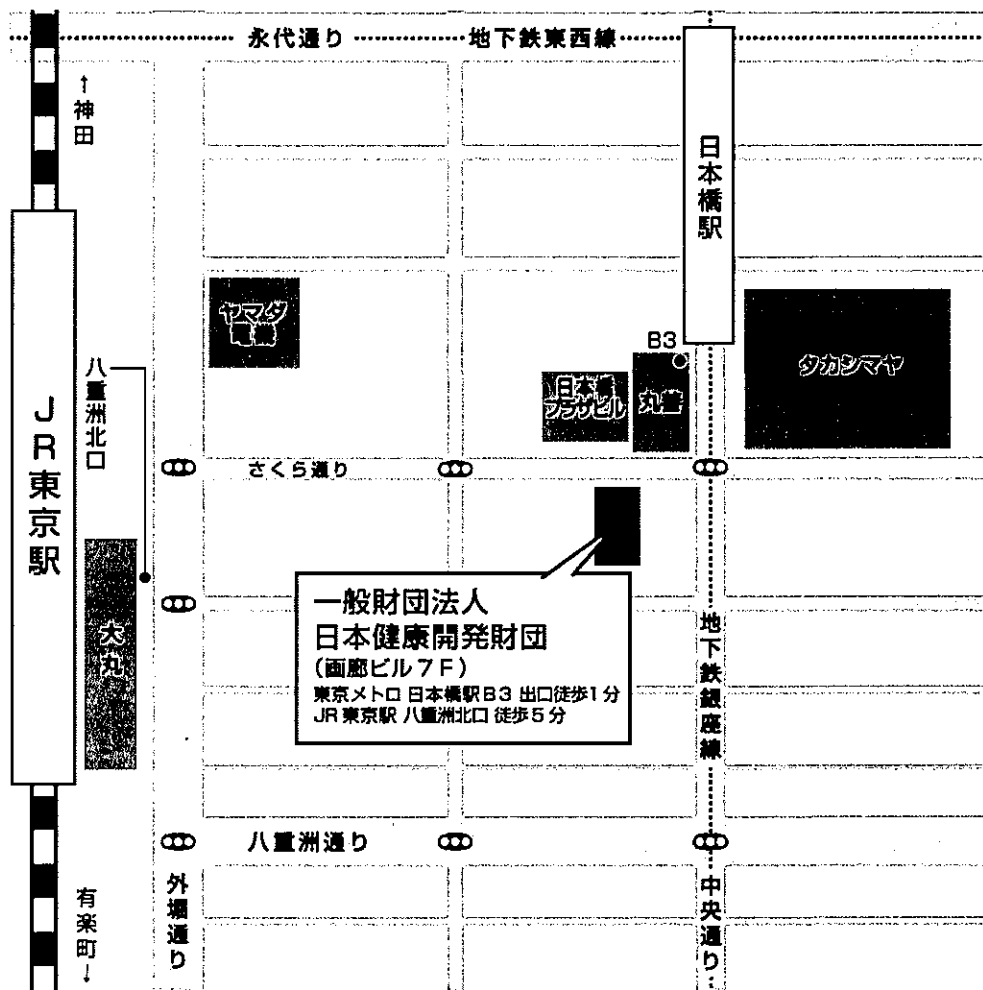 永代通り
地下鉄東西線
↑神田
日本橋駅
ヤマダ
電機
B3
タカシマヤ
日本橋
プラザビル
丸善
八重洲北口
JR東京駅
さくら通り
大丸
一般財団法人
日本健康開発財団
(画廊ビル7F)
東京メトロ 日本橋駅B3 出口徒歩1分
JR東京駅 八重洲北口 徒歩5分
地下鉄銀座線
八重洲通り
外堀通り
中央通り
有楽町↓